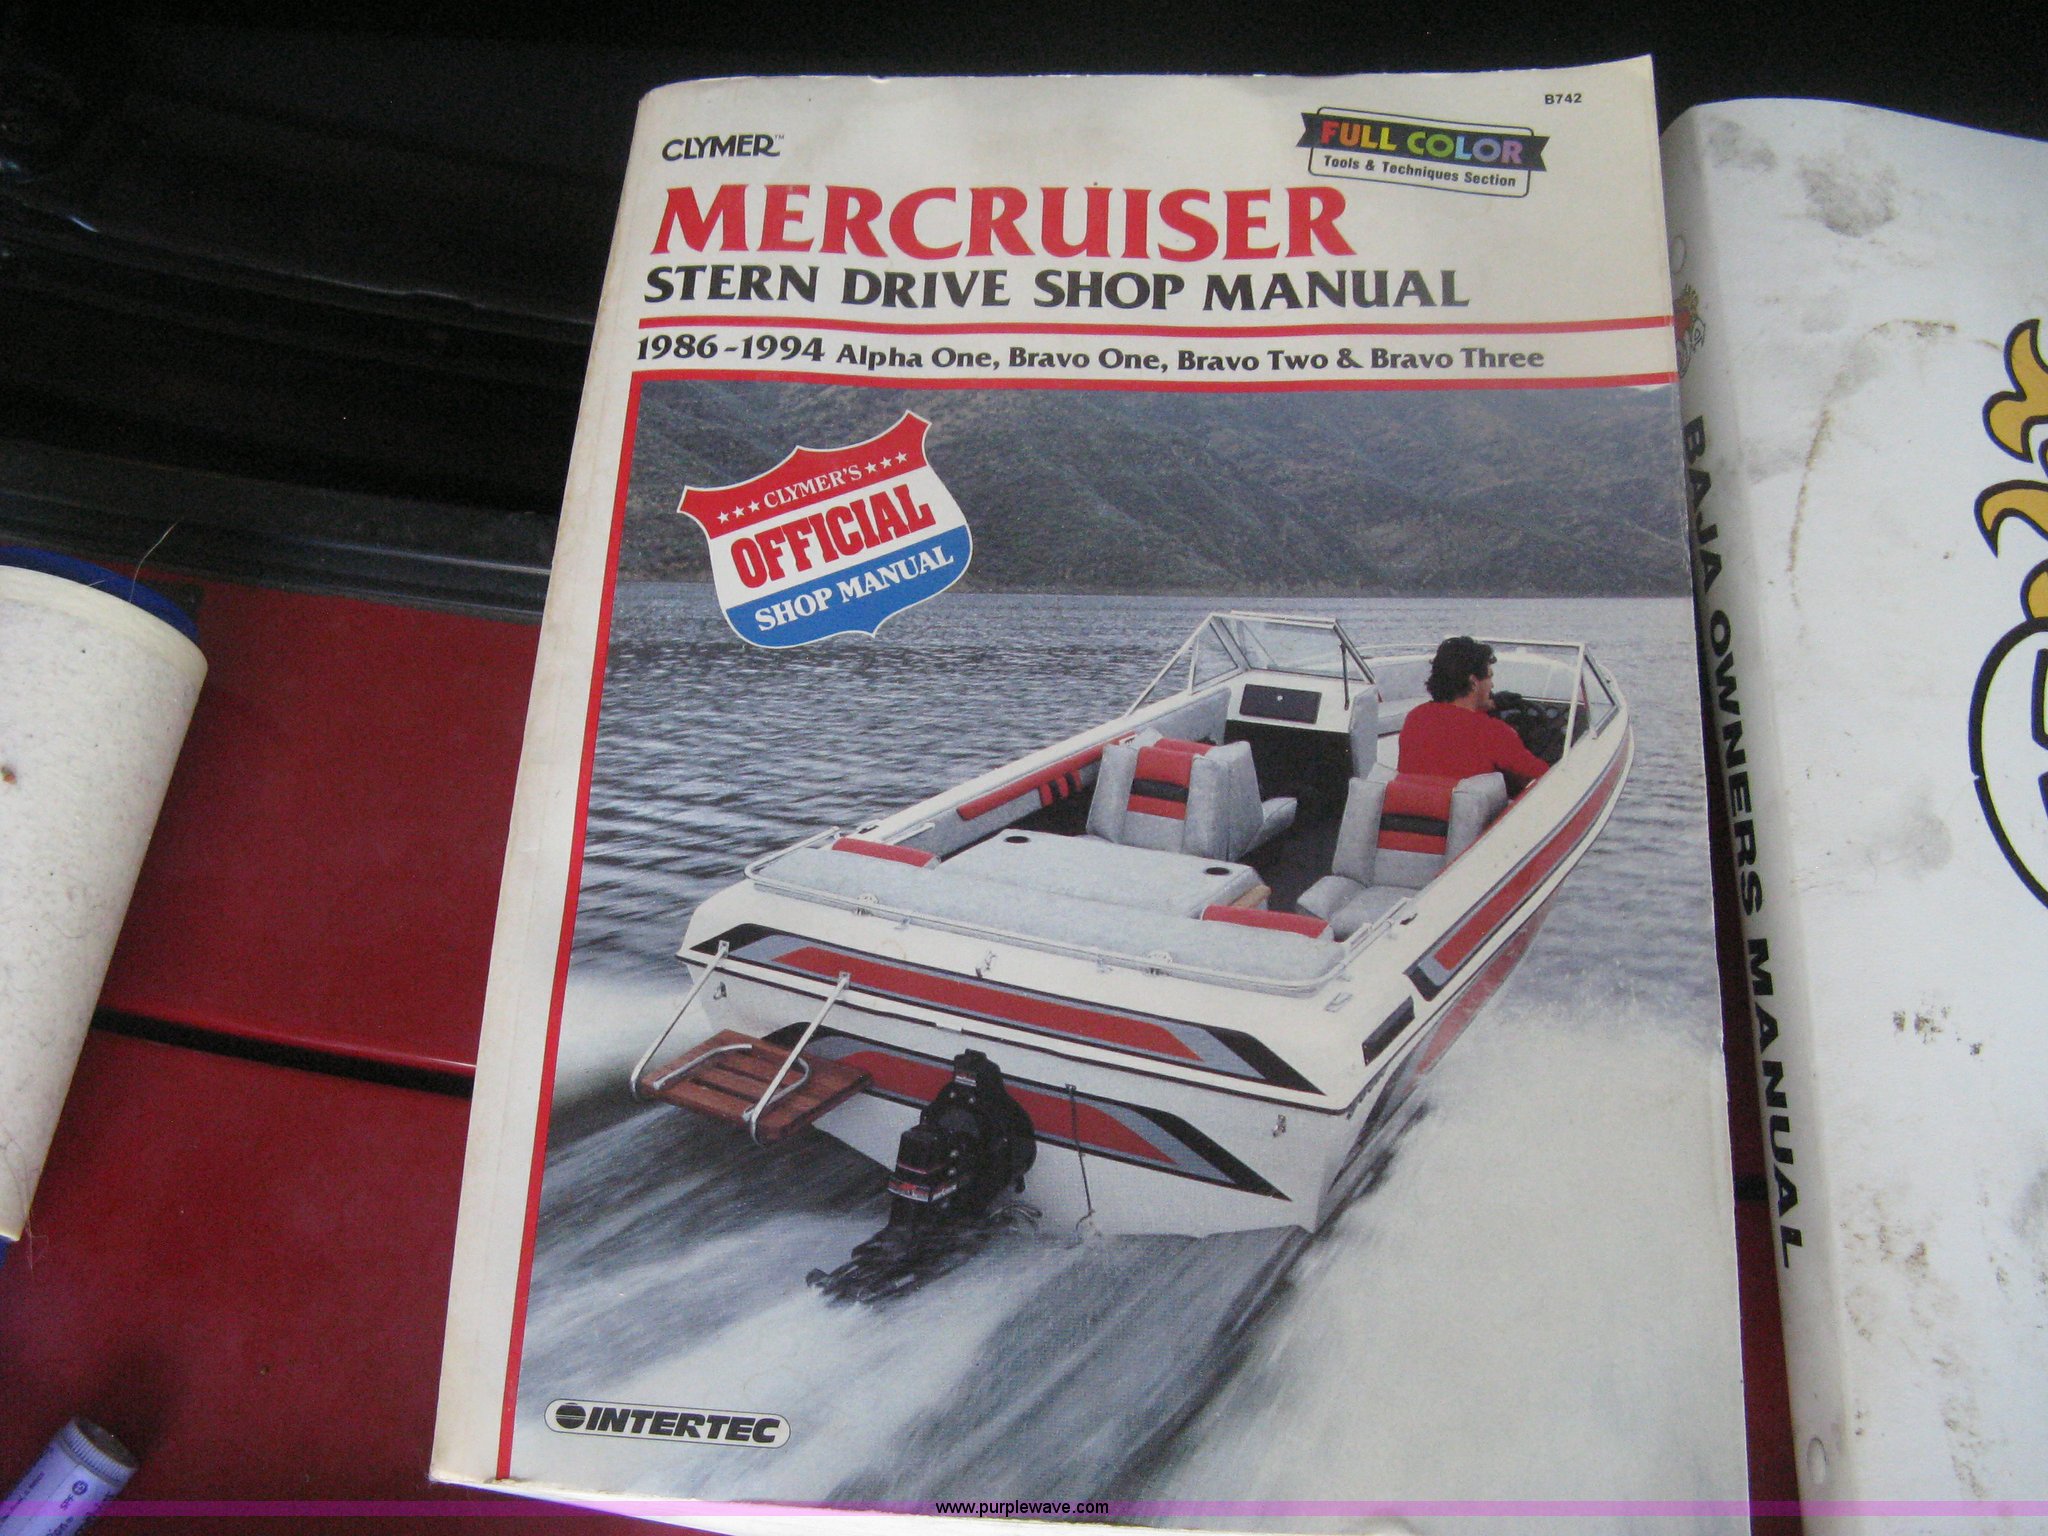 B742
CLYMER™
FULL COLOR
Tools & Techniques Section
MERCRUISER
STERN DRIVE SHOP MANUAL
1986-1994 Alpha One, Bravo One, Bravo Two & Bravo Three
★★★ CLYMER'S ★★★
OFFICIAL
SHOP MANUAL
INTERTEC
BAJA OWNERS MANUAL
www.purplewave.com